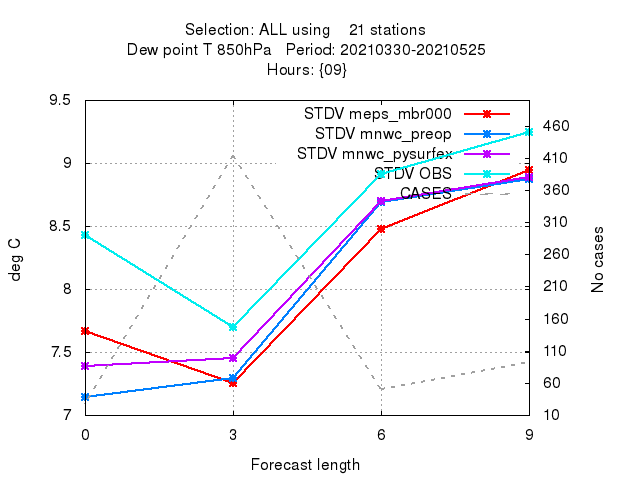 Selection: ALL using    21 stations
Dew point T 850hPa   Period: 20210330-20210525
Hours: {09}
9.5
9
8.5
8
7.5
7
deg C
STDV meps_mbr000
STDV mnwc_preop
STDV mnwc_pysurfex
STDV OBS
CASES
460
410
360
310
260
210
160
110
60
10
No cases
0 3 6 9
Forecast length